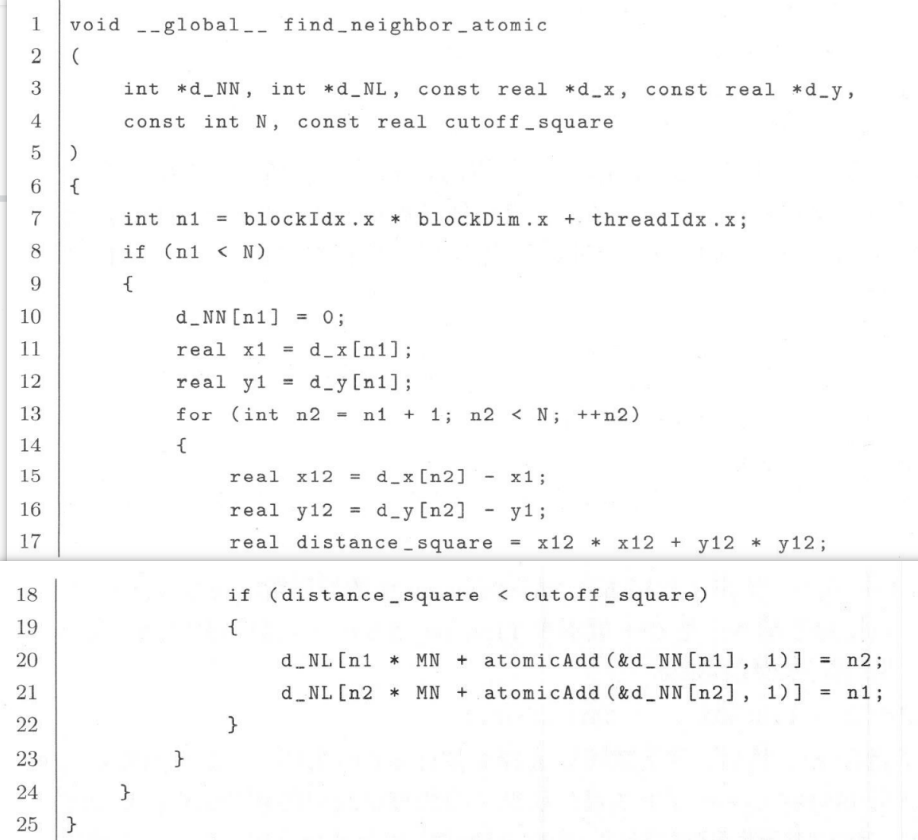 1 void __global__ find_neighbor_atomic
2 (
3     int *d_NN, int *d_NL, const real *d_x, const real *d_y,
4     const int N, const real cutoff_square
5 )
6 {
7     int n1 = blockIdx.x * blockDim.x + threadIdx.x;
8     if (n1 < N)
9     {
10         d_NN[n1] = 0;
11         real x1 = d_x[n1];
12         real y1 = d_y[n1];
13         for (int n2 = n1 + 1; n2 < N; ++n2)
14         {
15             real x12 = d_x[n2] - x1;
16             real y12 = d_y[n2] - y1;
17             real distance_square = x12 * x12 + y12 * y12;
18             if (distance_square < cutoff_square)
19             {
20                 d_NL[n1 * MN + atomicAdd(&d_NN[n1], 1)] = n2;
21                 d_NL[n2 * MN + atomicAdd(&d_NN[n2], 1)] = n1;
22             }
23         }
24     }
25 }